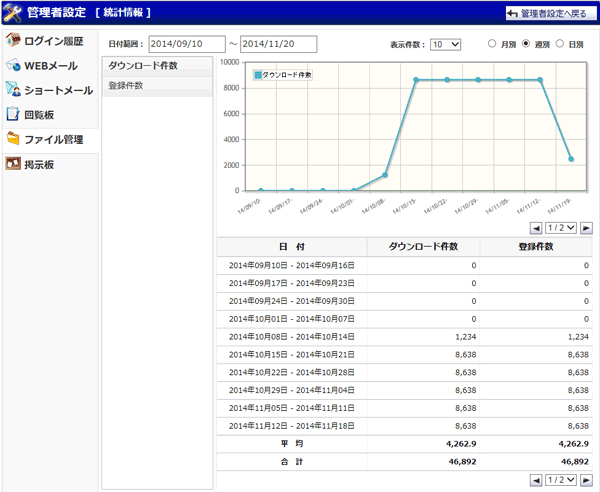 管理者設定 [ 統計情報 ] 管理者設定へ戻る
ログイン履歴
WEBメール
ショートメール
回覧板
ファイル管理
掲示板
日付範囲： 2014/09/10 ～ 2014/11/20 表示件数： 10 月別 週別 日別
ダウンロード件数
登録件数
ダウンロード件数
10000
8000
6000
4000
2000
0
14/09/10- 14/09/17- 14/09/24- 14/10/01- 14/10/08- 14/10/15- 14/10/22- 14/10/29- 14/11/05- 14/11/12- 14/11/19-
1 / 2
日 付 ダウンロード件数 登録件数
2014年09月10日 - 2014年09月16日 0 0
2014年09月17日 - 2014年09月23日 0 0
2014年09月24日 - 2014年09月30日 0 0
2014年10月01日 - 2014年10月07日 0 0
2014年10月08日 - 2014年10月14日 1,234 1,234
2014年10月15日 - 2014年10月21日 8,638 8,638
2014年10月22日 - 2014年10月28日 8,638 8,638
2014年10月29日 - 2014年11月04日 8,638 8,638
2014年11月05日 - 2014年11月11日 8,638 8,638
2014年11月12日 - 2014年11月18日 8,638 8,638
平 均 4,262.9 4,262.9
合 計 46,892 46,892
1 / 2